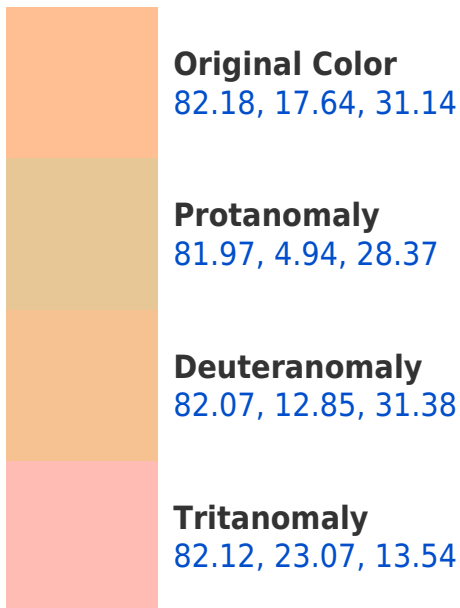 Original Color
82.18, 17.64, 31.14
Protanomaly
81.97, 4.94, 28.37
Deuteranomaly
82.07, 12.85, 31.38
Tritanomaly
82.12, 23.07, 13.54